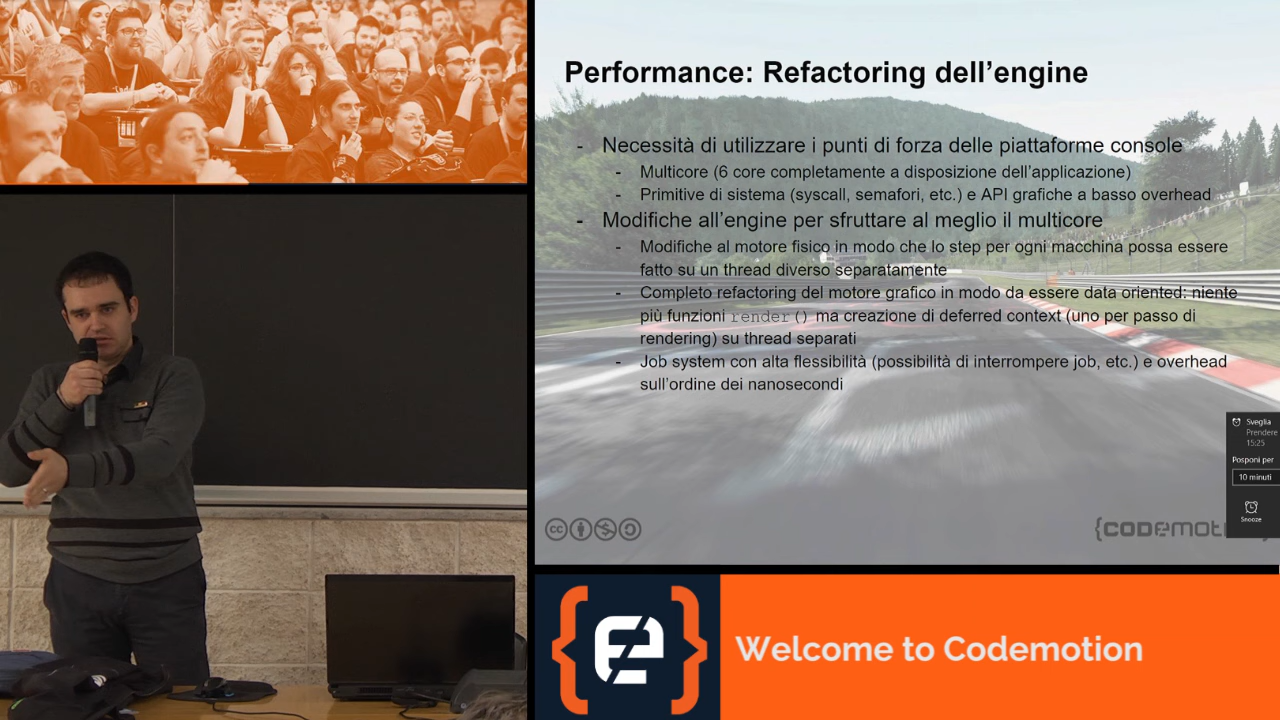 Performance: Refactoring dell’engine
- Necessità di utilizzare i punti di forza delle piattaforme console
- Multicore (6 core completamente a disposizione dell’applicazione)
- Primitive di sistema (syscall, semafori, etc.) e API grafiche a basso overhead
- Modifiche all’engine per sfruttare al meglio il multicore
- Modifiche al motore fisico in modo che lo step per ogni macchina possa essere
fatto su un thread diverso separatamente
- Completo refactoring del motore grafico in modo da essere data oriented: niente
più funzioni render() ma creazione di deferred context (uno per passo di
rendering) su thread separati
- Job system con alta flessibilità (possibilità di interrompere job, etc.) e overhead
sull’ordine dei nanosecondi
Sveglia
Prendere
15:25
Posponi per
10 minuti
Snooze
cc
{CODEMOT
Welcome to Codemotion